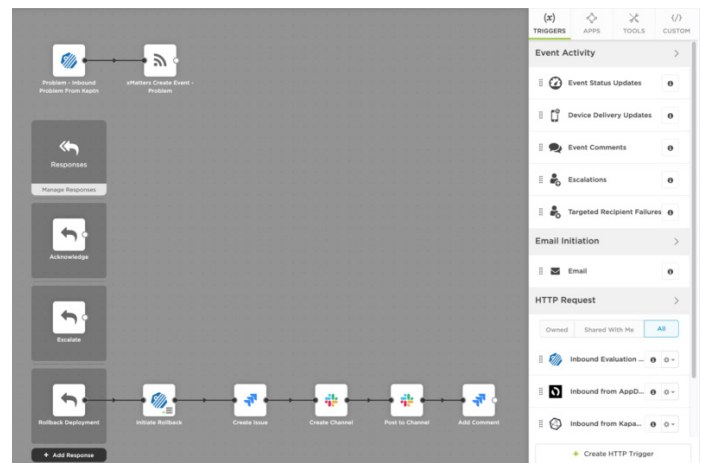 (x)
TRIGGERS
APPS
TOOLS
</>
CUSTOM
Problem - Inbound
Problem From Keptn
xMatters Create Event -
Problem
Responses
Manage Responses
Acknowledge
Escalate
Rollback Deployment
Initiate Rollback
Create Issue
Create Channel
Post to Channel
Add Comment
+ Add Response
Event Activity
Event Status Updates
Device Delivery Updates
Event Comments
Escalations
Targeted Recipient Failures
Email Initiation
Email
HTTP Request
Owned Shared With Me All
Inbound Evaluation ...
Inbound from AppD...
Inbound from Kapa...
+ Create HTTP Trigger